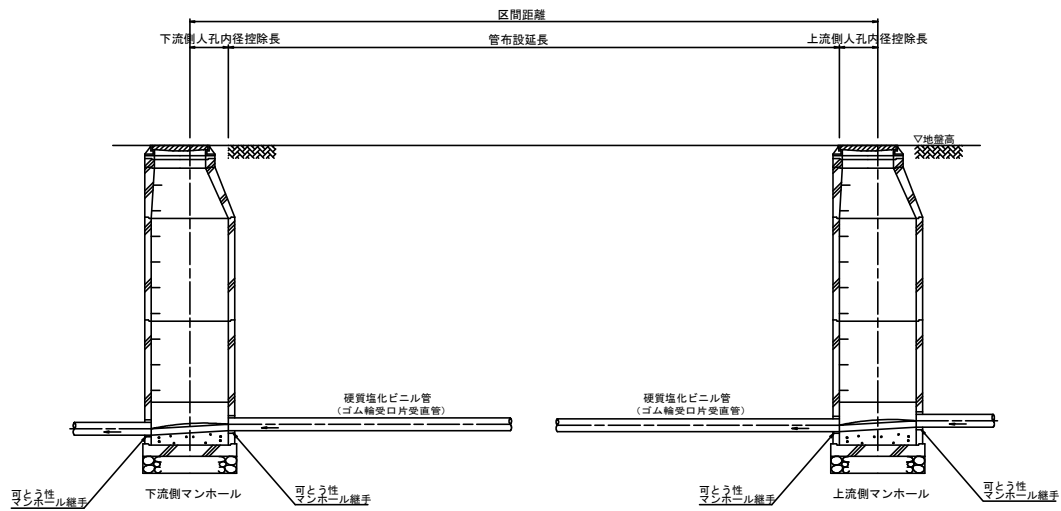 区間距離
下流側人孔内径控除長
管布設延長
上流側人孔内径控除長
▽地盤高
硬質塩化ビニル管
(ゴム輪受口片受直管)
硬質塩化ビニル管
(ゴム輪受口片受直管)
可とう性
マンホール継手
下流側マンホール
可とう性
マンホール継手
可とう性
マンホール継手
上流側マンホール
可とう性
マンホール継手